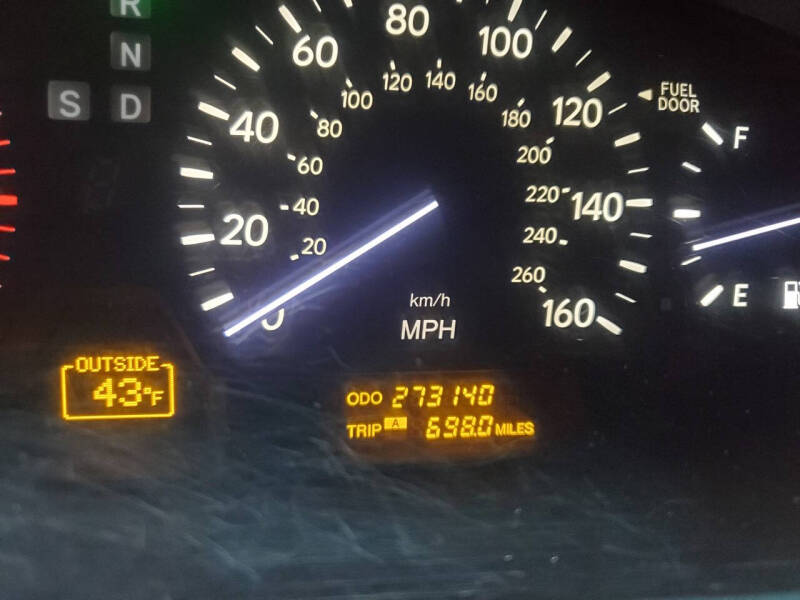 R
N
S D
20 40 60 80 100 120 140 160
20 40 60 80 100 120 140 160 180 200 220 240 260
km/h
MPH
FUEL
DOOR
F
E
OUTSIDE
43°F
ODO 273140
TRIP A 698.0 MILES